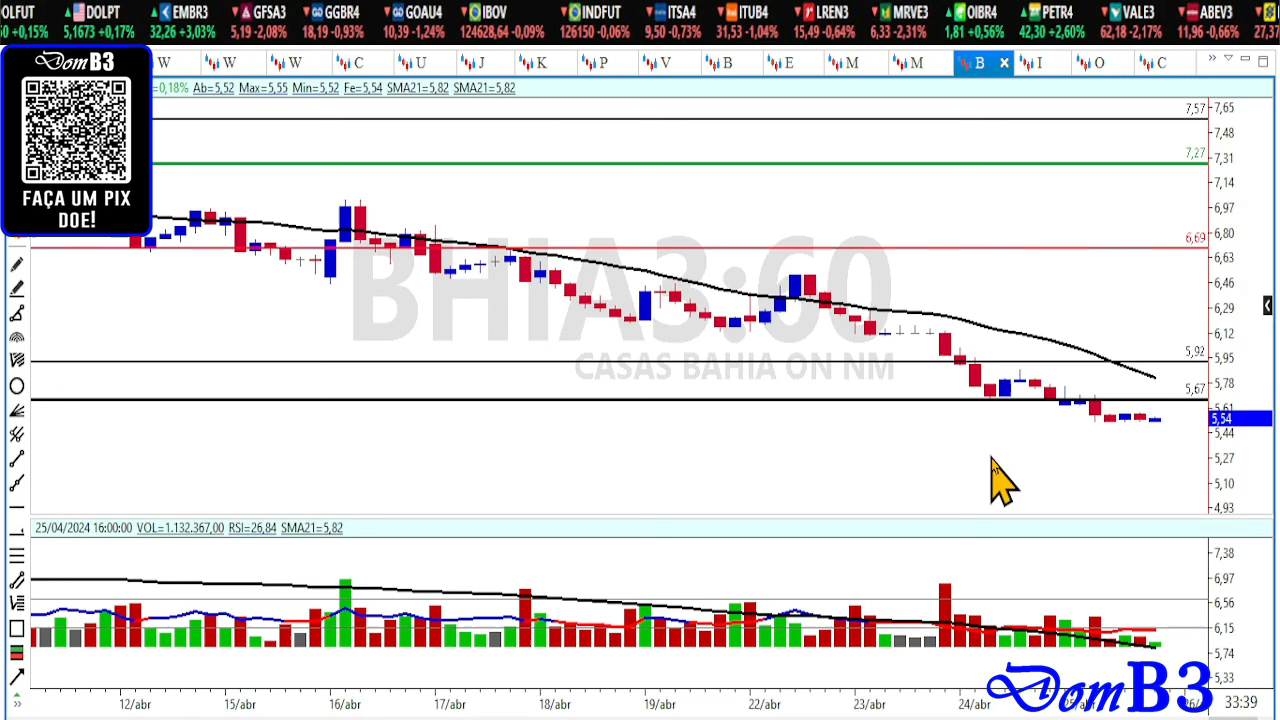 OLFUT DOLPT EMBR3 GFSA3 GGBR4 GOAU4 IBOV INDFUT ITSA4 ITUB4 LREN3 MRVE3 OIBR4 PETR4 VALE3 ABEV3
50 +0,15% 5,1673 +0,17% 32,26 +3,03% 5,19 -2,08% 18,19 -0,93% 10,39 -1,24% 124628,64 -0,09% 126150 -0,06% 9,50 -0,73% 31,53 -1,04% 15,49 -0,64% 6,33 -2.31% 1,81 +0,56% 42,30 +2,60% 62,18 -2,17% 11,96 -0,66% 27,37
DomB3
FAÇA UM PIX
DOE!
W W W C U J K P V B E M M B I O C
=0,18% Ab=5,52 Max=5,55 Min=5,52 Fe=5,54 SMA21=5,82 SMA21=5,82
BHIA3:60
CASAS BAHIA ON NM
7,57
7,27
6,69
5,92
5,67
7,65
7,48
7,31
7,14
6,97
6,80
6,63
6,46
6,29
6,12
5,95
5,78
5,61
5,54
5,44
5,27
5,10
4,93
25/04/2024 16:00:00 VOL=1.132.367,00 RSI=26,84 SMA21=5,82
7,38
6,97
6,56
6,15
5,74
5,33
12/abr 15/abr 16/abr 17/abr 18/abr 19/abr 22/abr 23/abr 24/abr 25/abr
DomB3
33:39